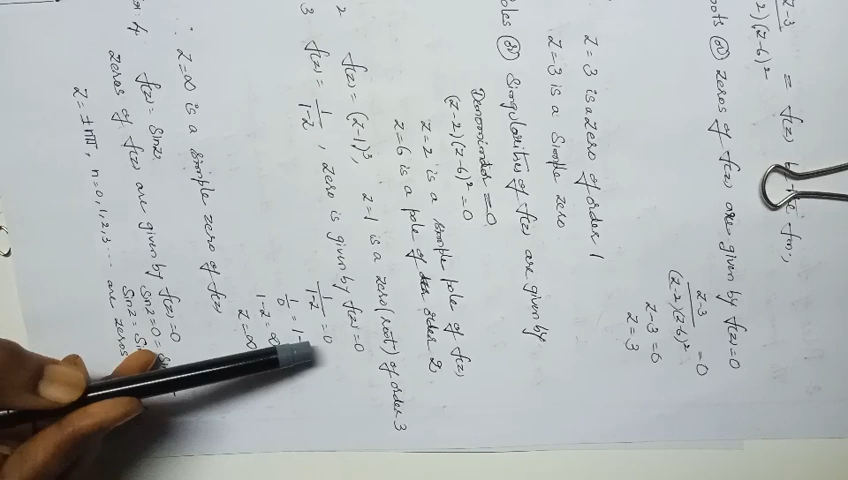 z-3
2)(z-6)² = f(z) be the fn.,
roots (or) zeros of f(z) are given by f(z)=0
z-3
(z-2)(z-6)² = 0
z-3=0
z=3
z=3 is a zero of order 1
z=3 is a simple zero
Poles (or) Singularities of f(z) are given by
Denominator = 0
(z-2)(z-6)² = 0
z=2 is a simple pole of f(z)
z=6 is a pole of order 2.
2 f(z) = (z-1)³, z=1 is a zero (root) of order 3
3 f(z) = 1/1-z, zero is given by f(z)=0
1/1-z = 0
1/0 = 1-
1-z=∞
z=∞
∴ z=∞ is a simple zero of f(z)
4 f(z) = sinz
zeros of f(z) are given by f(z)=0
sinz=0=
sinz=
z=±nπ, n=0,1,2,3... are zeros